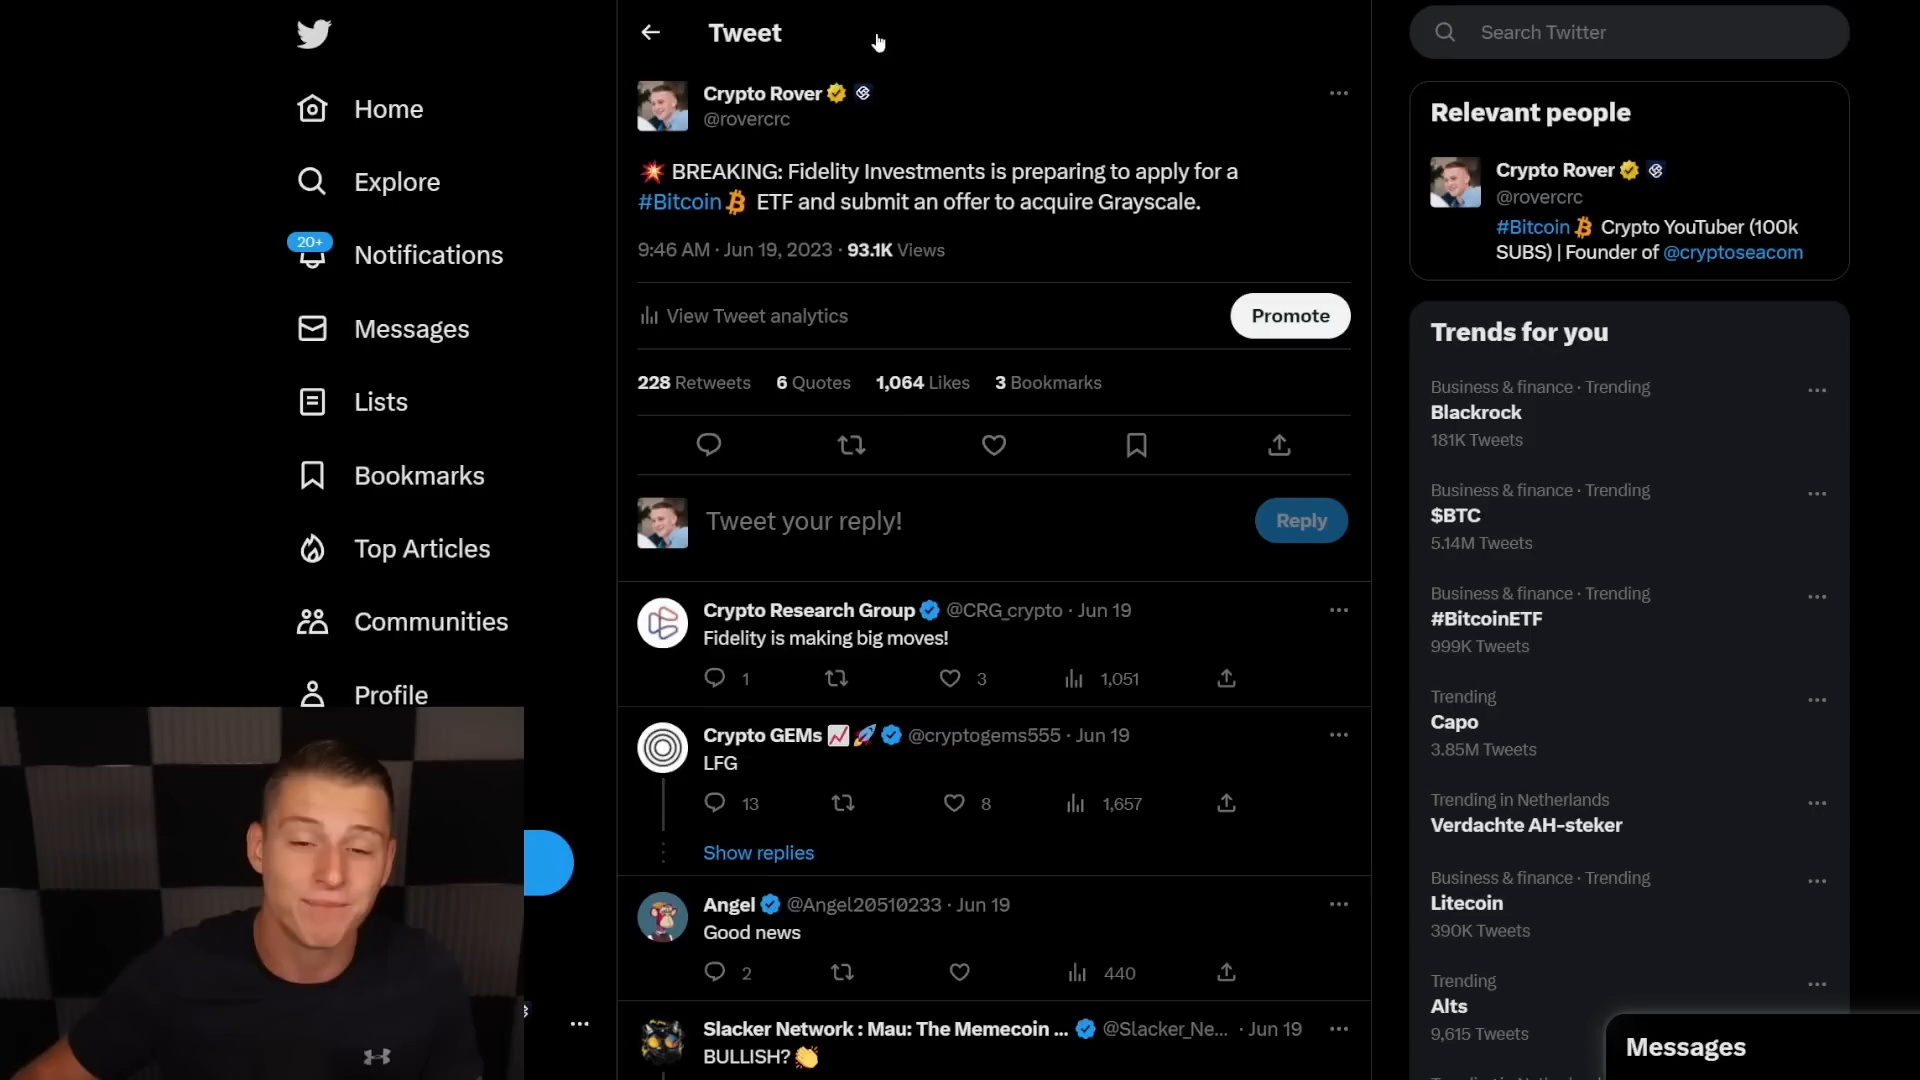 Home
Explore
20+
Notifications
Messages
Lists
Bookmarks
Top Articles
Communities
Profile
Tweet
Crypto Rover
@rovercrc
💥 BREAKING: Fidelity Investments is preparing to apply for a
#Bitcoin ETF and submit an offer to acquire Grayscale.
9:46 AM · Jun 19, 2023 · 93.1K Views
View Tweet analytics
Promote
228 Retweets 6 Quotes 1,064 Likes 3 Bookmarks
Tweet your reply!
Reply
Crypto Research Group @CRG_crypto · Jun 19
Fidelity is making big moves!
1 3 1,051
Crypto GEMs 📈🚀 @cryptogems555 · Jun 19
LFG
13 8 1,657
Show replies
Angel @Angel20510233 · Jun 19
Good news
2 440
Slacker Network : Mau: The Memecoin ... @Slacker_Ne... · Jun 19
BULLISH? 👏
Search Twitter
Relevant people
Crypto Rover
@rovercrc
#Bitcoin Crypto YouTuber (100k
SUBS) | Founder of @cryptoseacom
Trends for you
Business & finance · Trending
Blackrock
181K Tweets
Business & finance · Trending
$BTC
5.14M Tweets
Business & finance · Trending
#BitcoinETF
999K Tweets
Trending
Capo
3.85M Tweets
Trending in Netherlands
Verdachte AH-steker
Business & finance · Trending
Litecoin
390K Tweets
Trending
Alts
9,615 Tweets
Messages